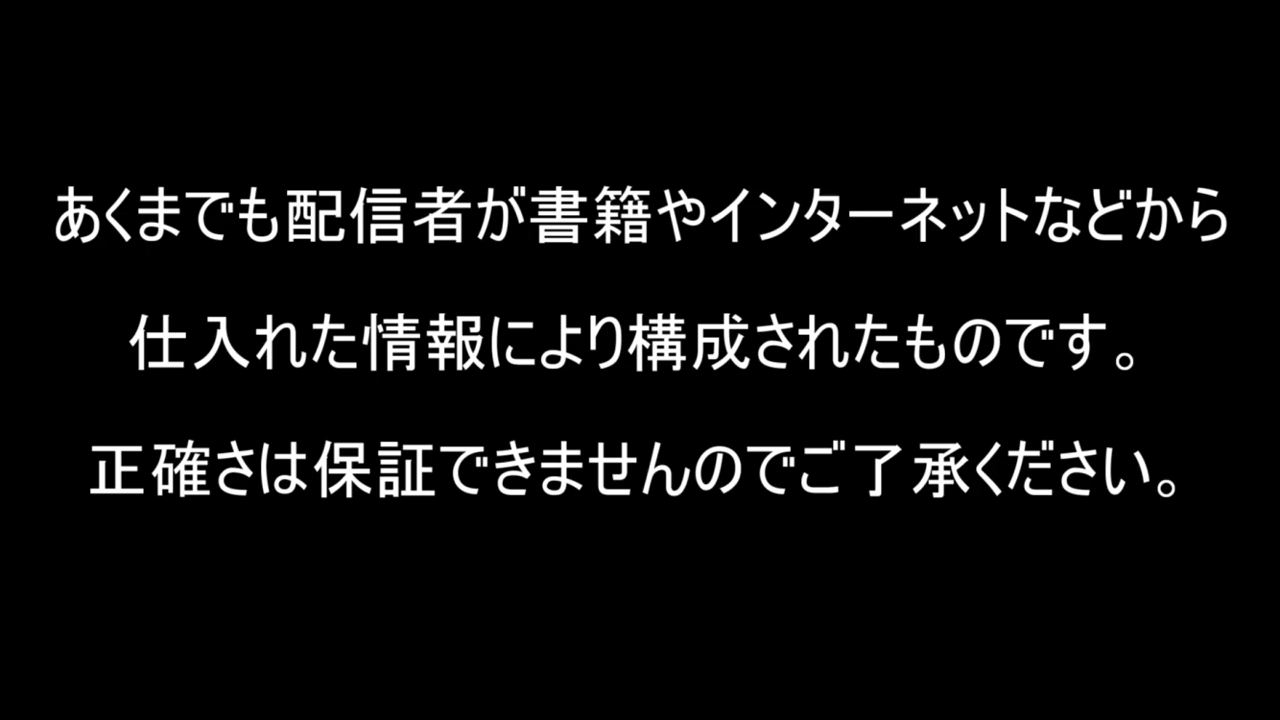 あくまでも配信者が書籍やインターネットなどから
仕入れた情報により構成されたものです。
正確さは保証できませんのでご了承ください。